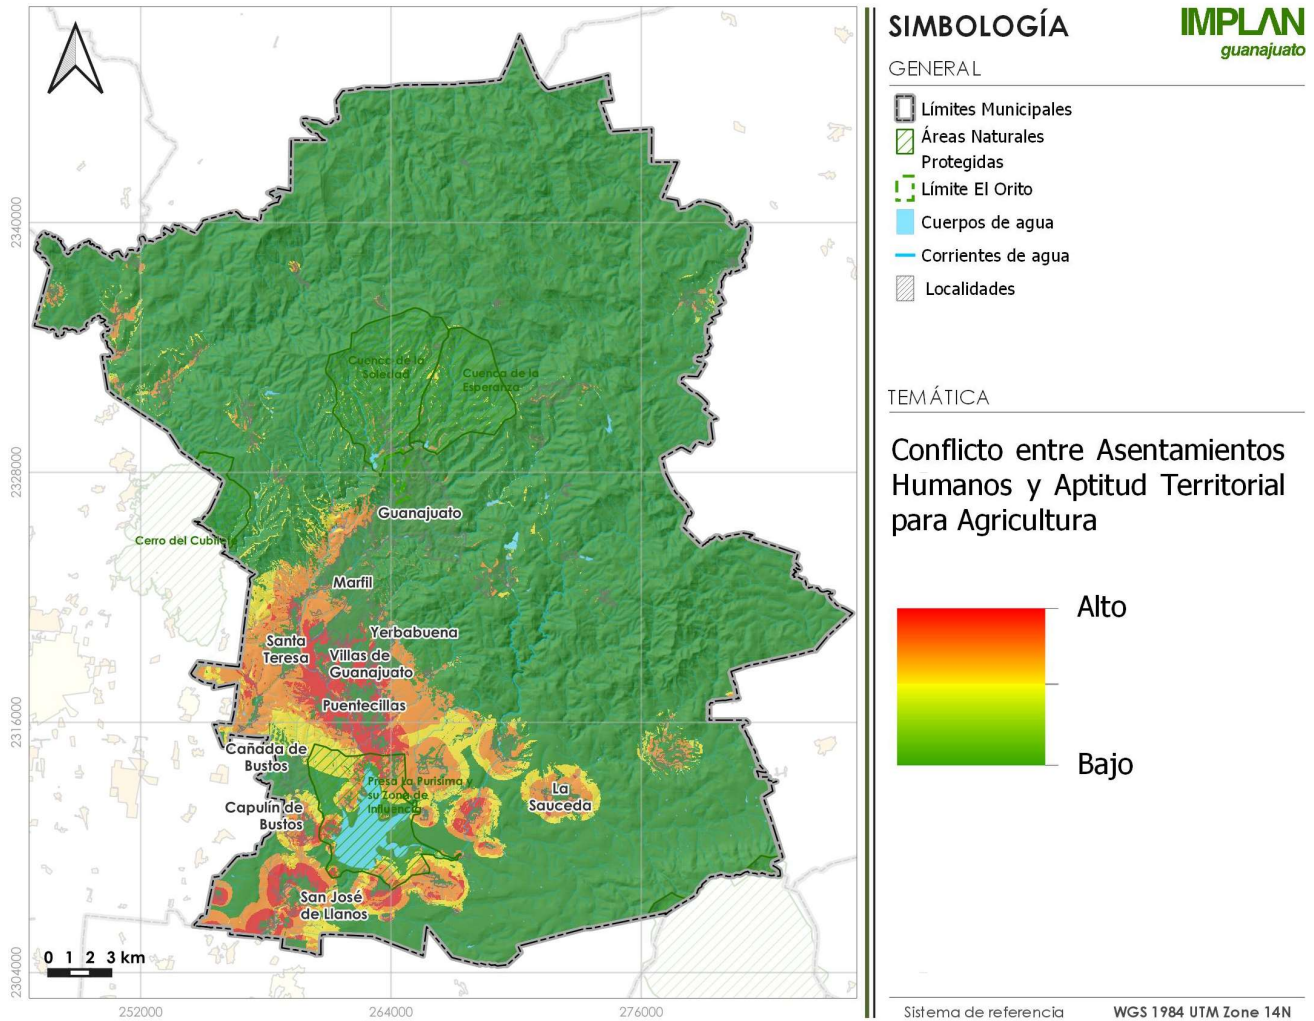 SIMBOLOGÍA
IMPLAN
guanajuato
GENERAL
Límites Municipales
Áreas Naturales
Protegidas
Límite El Orito
Cuerpos de agua
Corrientes de agua
Localidades
TEMÁTICA
Conflicto entre Asentamientos
Humanos y Aptitud Territorial
para Agricultura
Alto
Bajo
Sistema de referencia
WGS 1984 UTM Zone 14N
2340000
2328000
2316000
2304000
252000
264000
276000
0 1 2 3 km
Cuenca de la
Soledad
Cuenca de la
Esperanza
Guanajuato
Cerro del Cubilete
Marfil
Yerbabuena
Santa
Teresa
Villas de
Guanajuato
Puentecillas
Cañada de
Bustos
Presa La Purísima y
su Zona de
Influencia
La
Sauceda
Capulín de
Bustos
San José
de Llanos